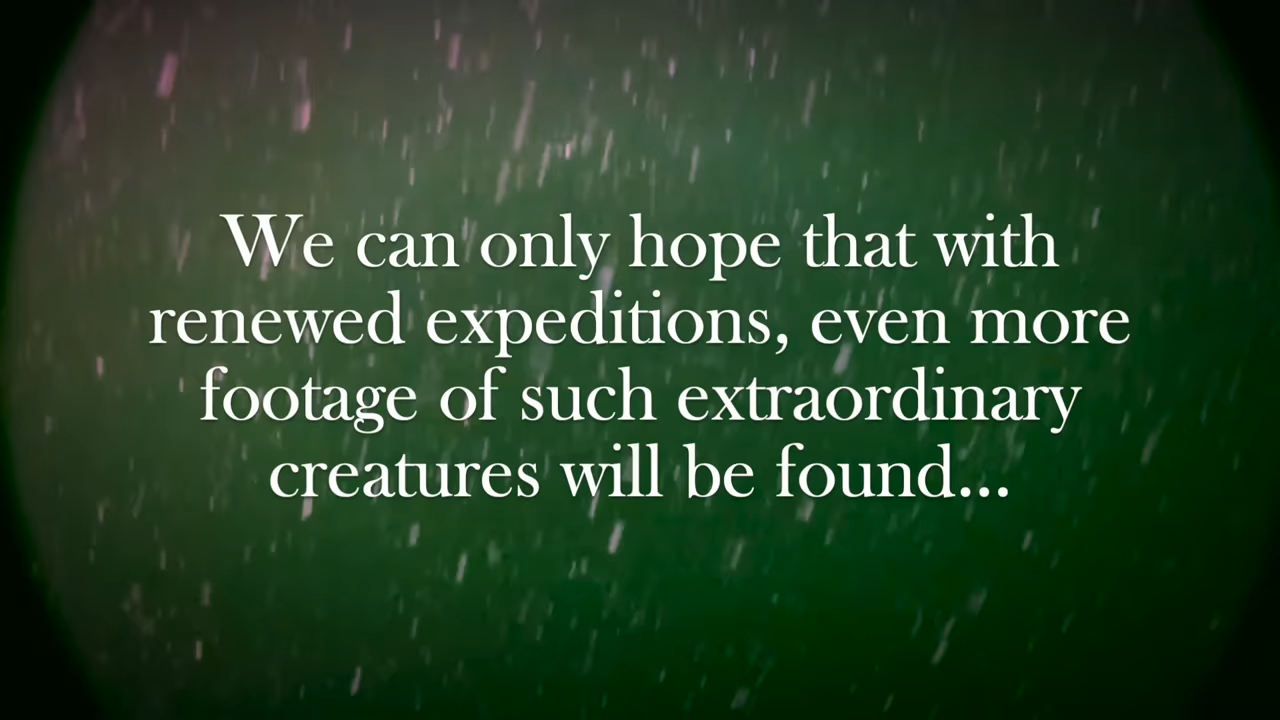 We can only hope that with
renewed expeditions, even more
footage of such extraordinary
creatures will be found...